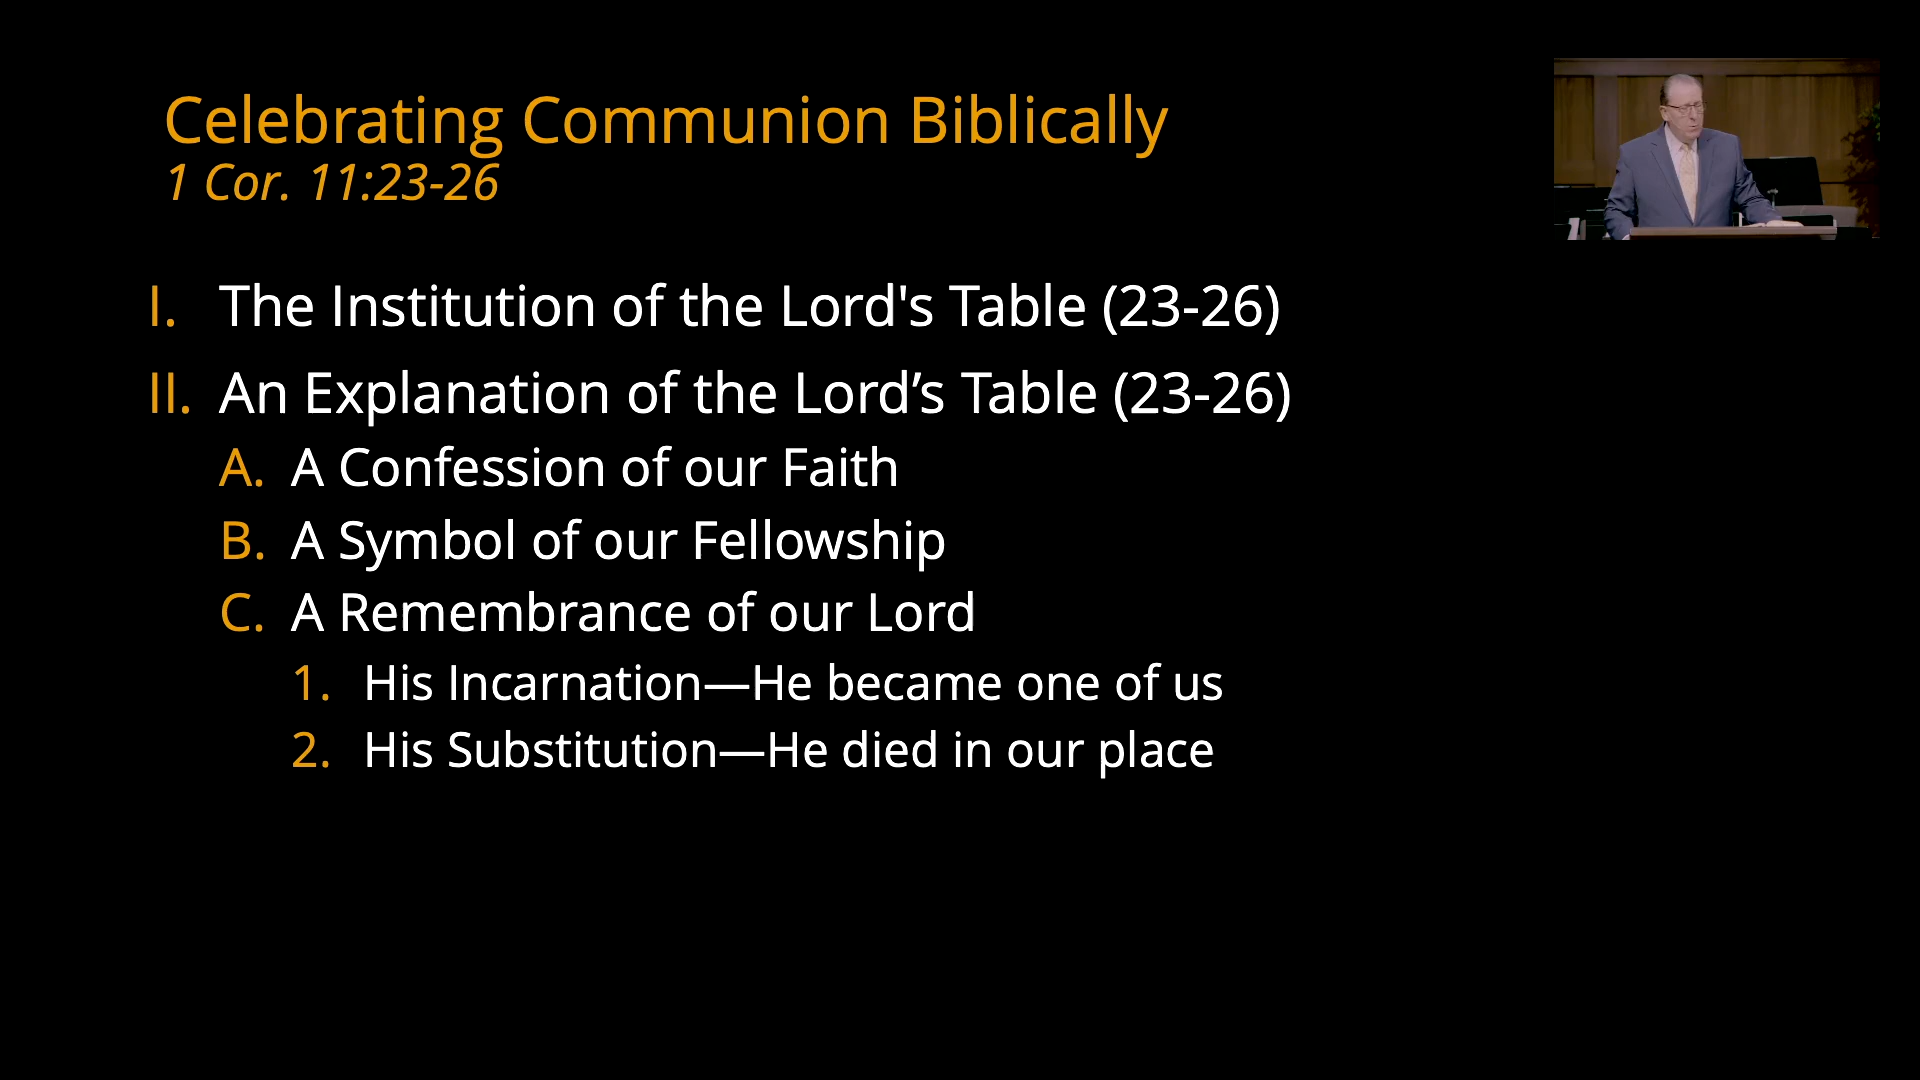 Celebrating Communion Biblically
1 Cor. 11:23-26
I. The Institution of the Lord's Table (23-26)
II. An Explanation of the Lord’s Table (23-26)
A. A Confession of our Faith
B. A Symbol of our Fellowship
C. A Remembrance of our Lord
1. His Incarnation—He became one of us
2. His Substitution—He died in our place